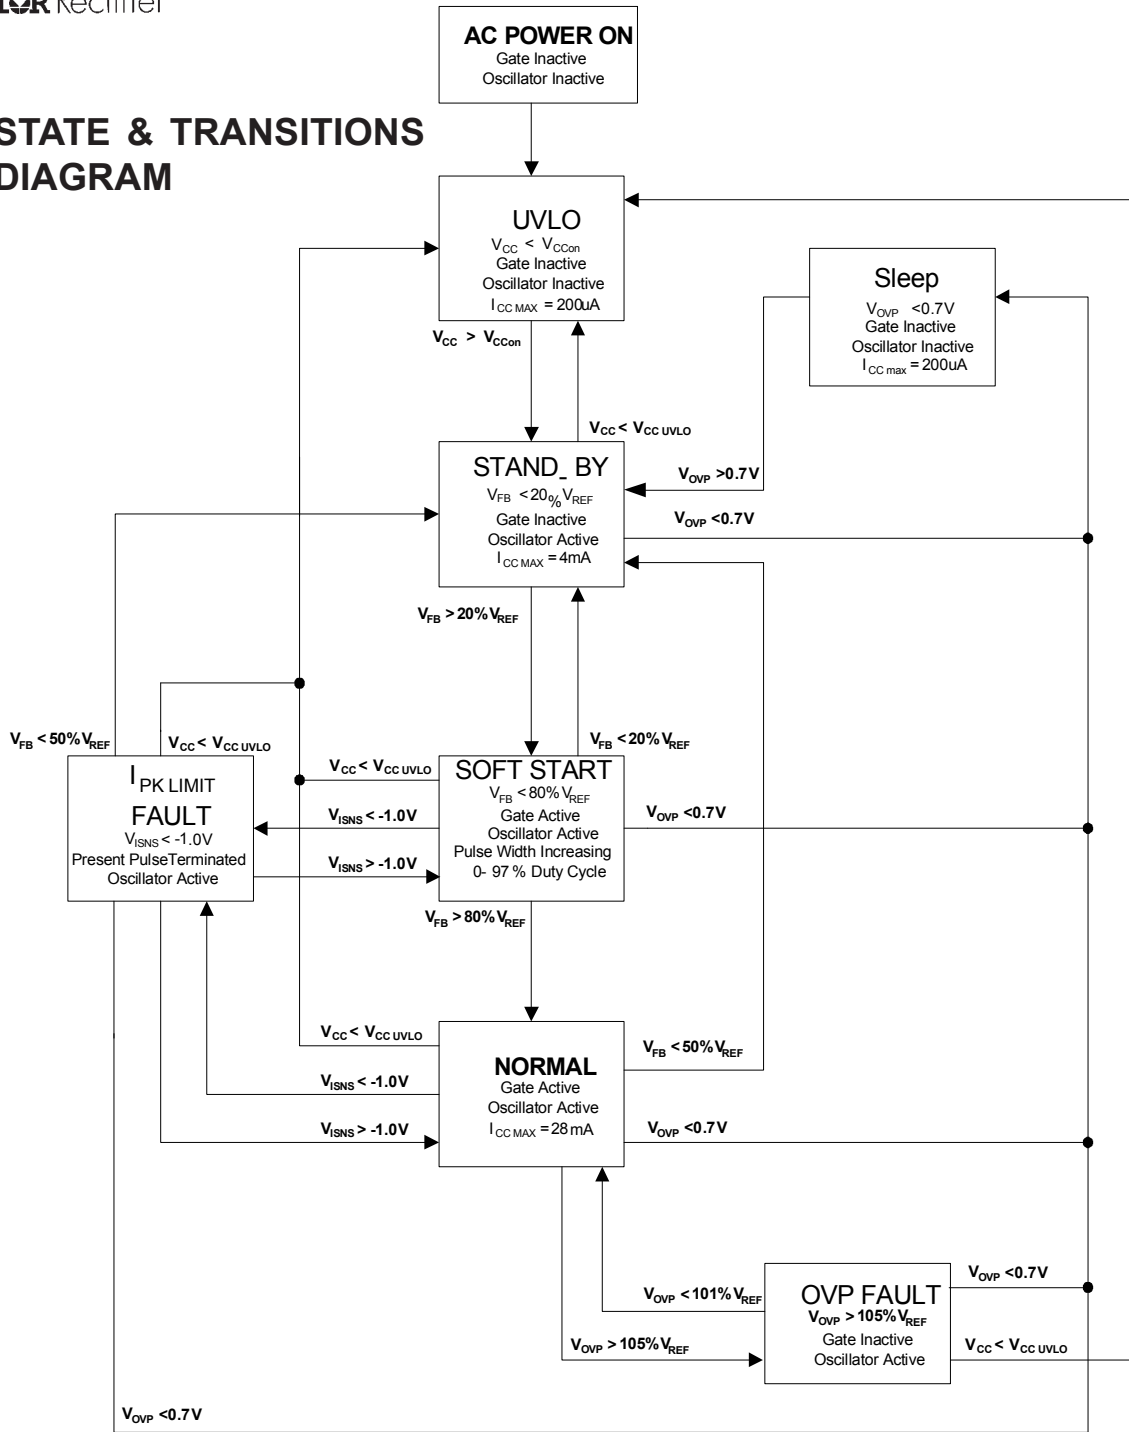 IOR Rectifier
AC POWER ON
Gate Inactive
Oscillator Inactive
STATE & TRANSITIONS
DIAGRAM
UVLO
VCC < VCCon
Gate Inactive
Oscillator Inactive
ICC MAX = 200uA
Sleep
VOVP <0.7V
Gate Inactive
Oscillator Inactive
ICC max = 200uA
VCC > VCCon
VCC < VCC UVLO
STAND_ BY
VFB <20% VREF
Gate Inactive
Oscillator Active
ICC MAX = 4mA
VOVP >0.7V
VOVP <0.7V
VFB > 20% VREF
VFB < 20% VREF
VFB < 50% VREF
VCC < VCC UVLO
IPK LIMIT
FAULT
VISNS < -1.0V
Present PulseTerminated
Oscillator Active
VCC < VCC UVLO
VISNS < -1.0V
VISNS > -1.0V
SOFT START
VFB < 80% VREF
Gate Active
Oscillator Active
Pulse Width Increasing
0- 97 % Duty Cycle
VOVP <0.7V
VFB > 80% VREF
VCC < VCC UVLO
VISNS < -1.0V
VISNS > -1.0V
NORMAL
Gate Active
Oscillator Active
ICC MAX = 28 mA
VFB < 50% VREF
VOVP <0.7V
VOVP < 101% VREF
VOVP > 105% VREF
OVP FAULT
VOVP > 105% VREF
Gate Inactive
Oscillator Active
VOVP <0.7V
VCC < VCC UVLO
VOVP <0.7V